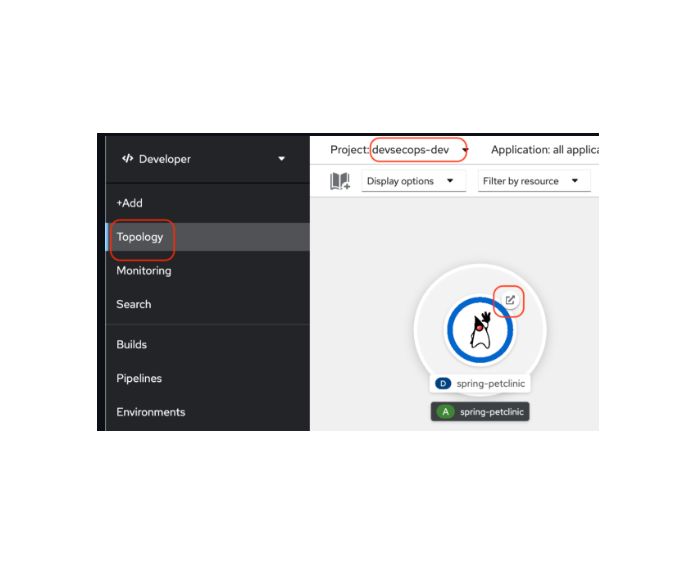 Developer
+Add
Topology
Monitoring
Search
Builds
Pipelines
Environments
Project: devsecops-dev
Application: all applica
Display options
Filter by resource
D spring-petclinic
A spring-petclinic